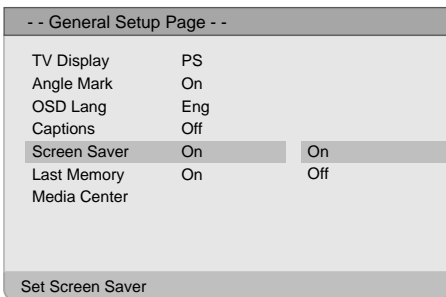 - - General Setup Page - -
TV Display PS
Angle Mark On
OSD Lang Eng
Captions Off
Screen Saver On On
Last Memory On Off
Media Center
Set Screen Saver